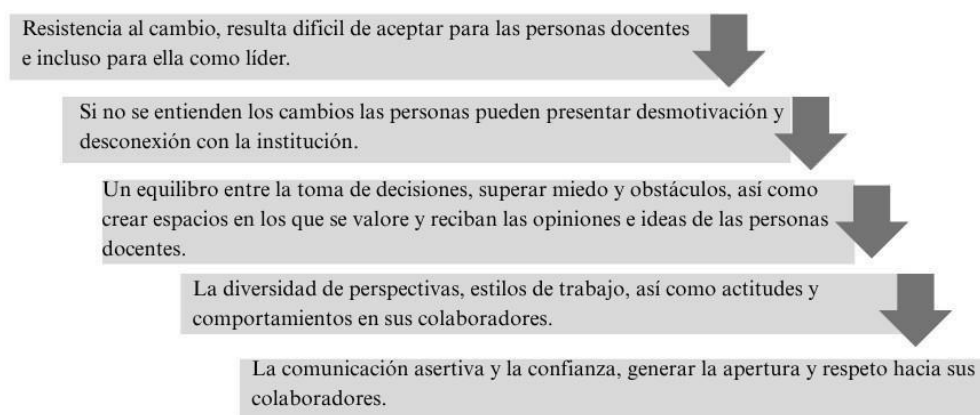 Resistencia al cambio, resulta dificil de aceptar para las personas docentes
e incluso para ella como líder.
Si no se entienden los cambios las personas pueden presentar desmotivación y
desconexión con la institución.
Un equilibro entre la toma de decisiones, superar miedo y obstáculos, así como
crear espacios en los que se valore y reciban las opiniones e ideas de las personas
docentes.
La diversidad de perspectivas, estilos de trabajo, así como actitudes y
comportamientos en sus colaboradores.
La comunicación asertiva y la confianza, generar la apertura y respeto hacia sus
colaboradores.